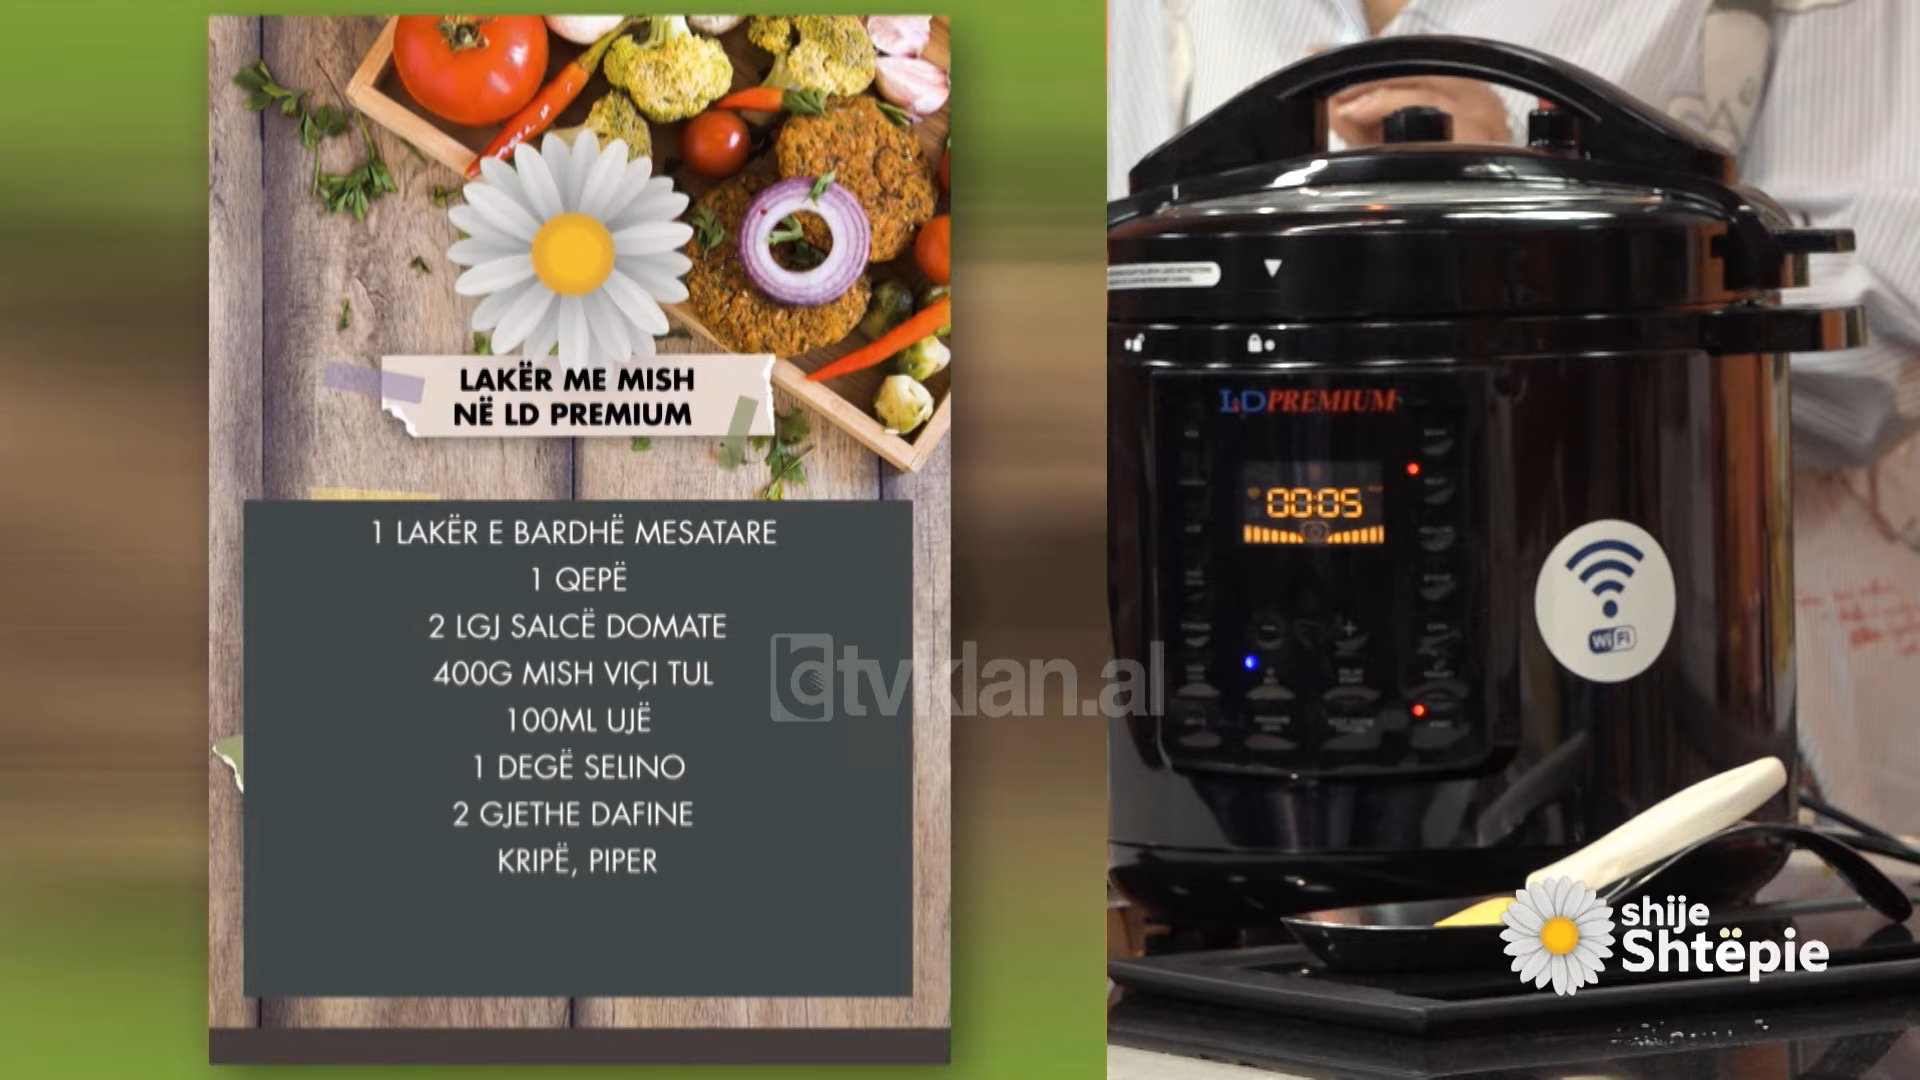 LAKËR ME MISH
NË LD PREMIUM
1 LAKËR E BARDHË MESATARE
1 QEPË
2 LGJ SALCË DOMATE
400G MISH VIÇI TUL
100ML UJË
1 DEGË SELINO
2 GJETHE DAFINE
KRIPË, PIPER
tvklan.al
LD PREMIUM
00:05
Wi Fi
shije
Shtëpie